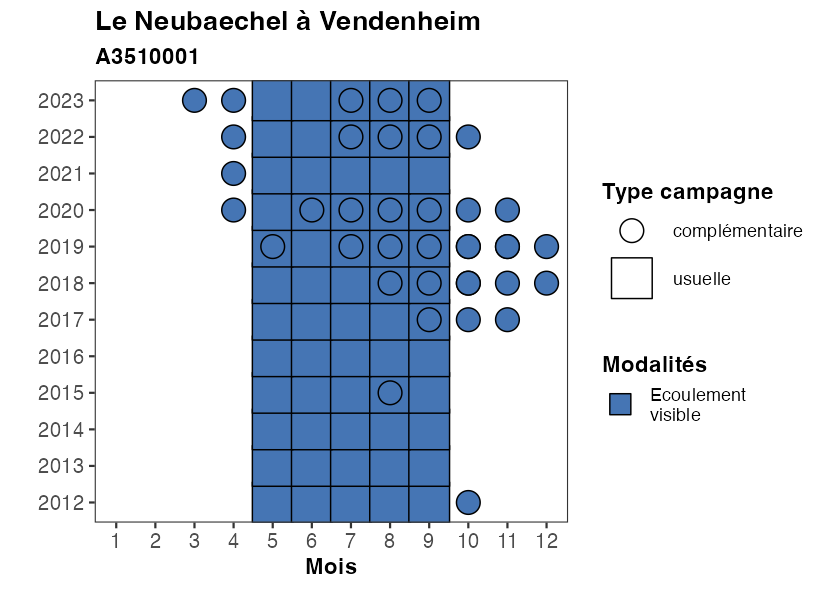 Le Neubaechel à Vendenheim
A3510001
2023
2022
2021
2020
2019
2018
2017
2016
2015
2014
2013
2012
1 2 3 4 5 6 7 8 9 10 11 12
Mois
Type campagne
complémentaire
usuelle
Modalités
Ecoulement
visible